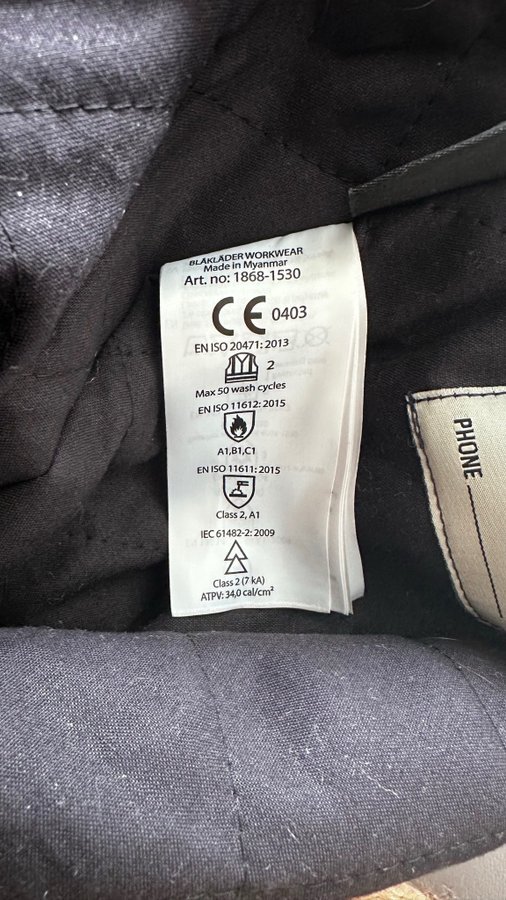 BLÅKLÄDER WORKWEAR
Made in Myanmar
Art. no: 1868-1530
CE 0403
EN ISO 20471: 2013
2
Max 50 wash cycles
EN ISO 11612: 2015
A1,B1,C1
EN ISO 11611: 2015
Class 2, A1
IEC 61482-2: 2009
Class 2 (7 kA)
ATPV: 34,0 cal/cm²
PHONE